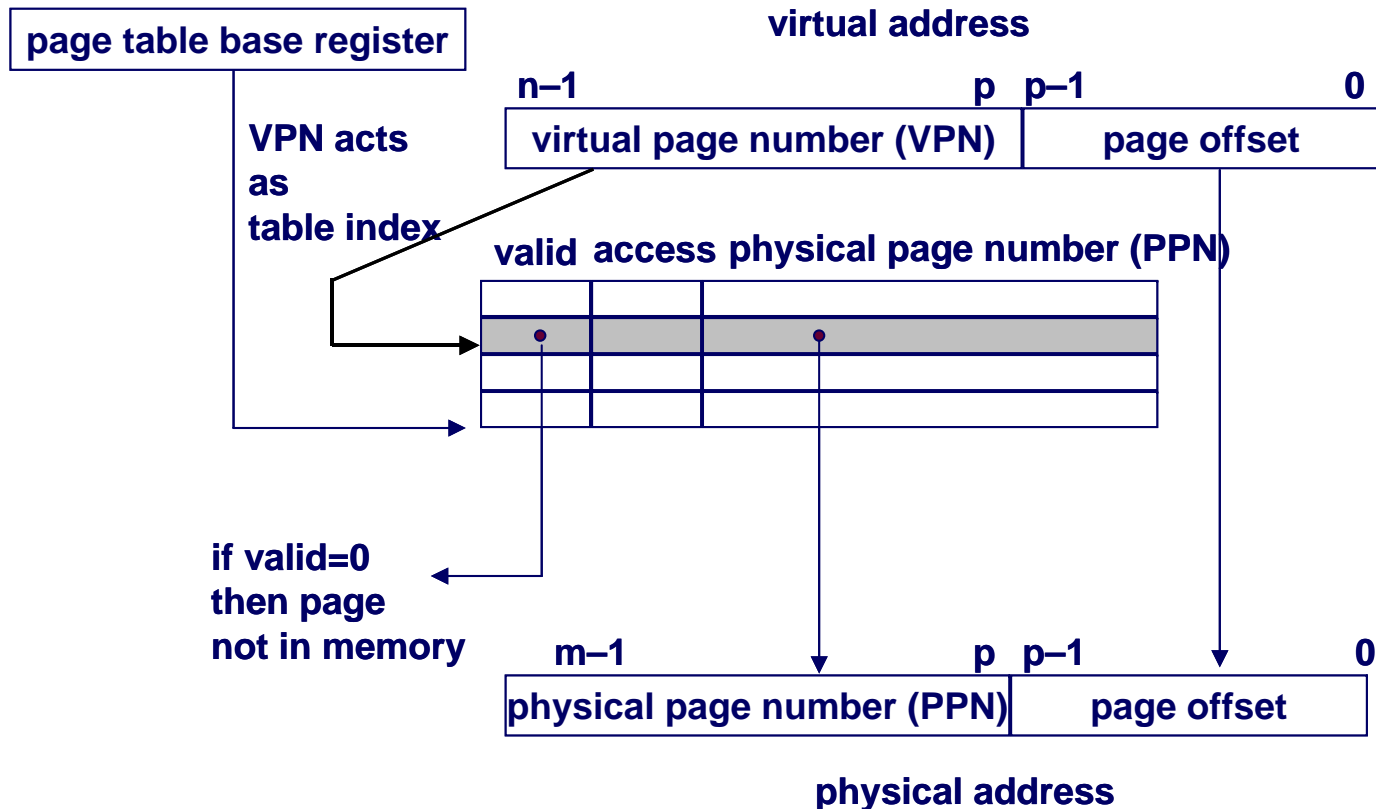 page table base register
virtual address
n–1 p p–1 0
virtual page number (VPN) page offset
VPN acts
as
table index
valid access physical page number (PPN)
if valid=0
then page
not in memory
m–1 p p–1 0
physical page number (PPN) page offset
physical address